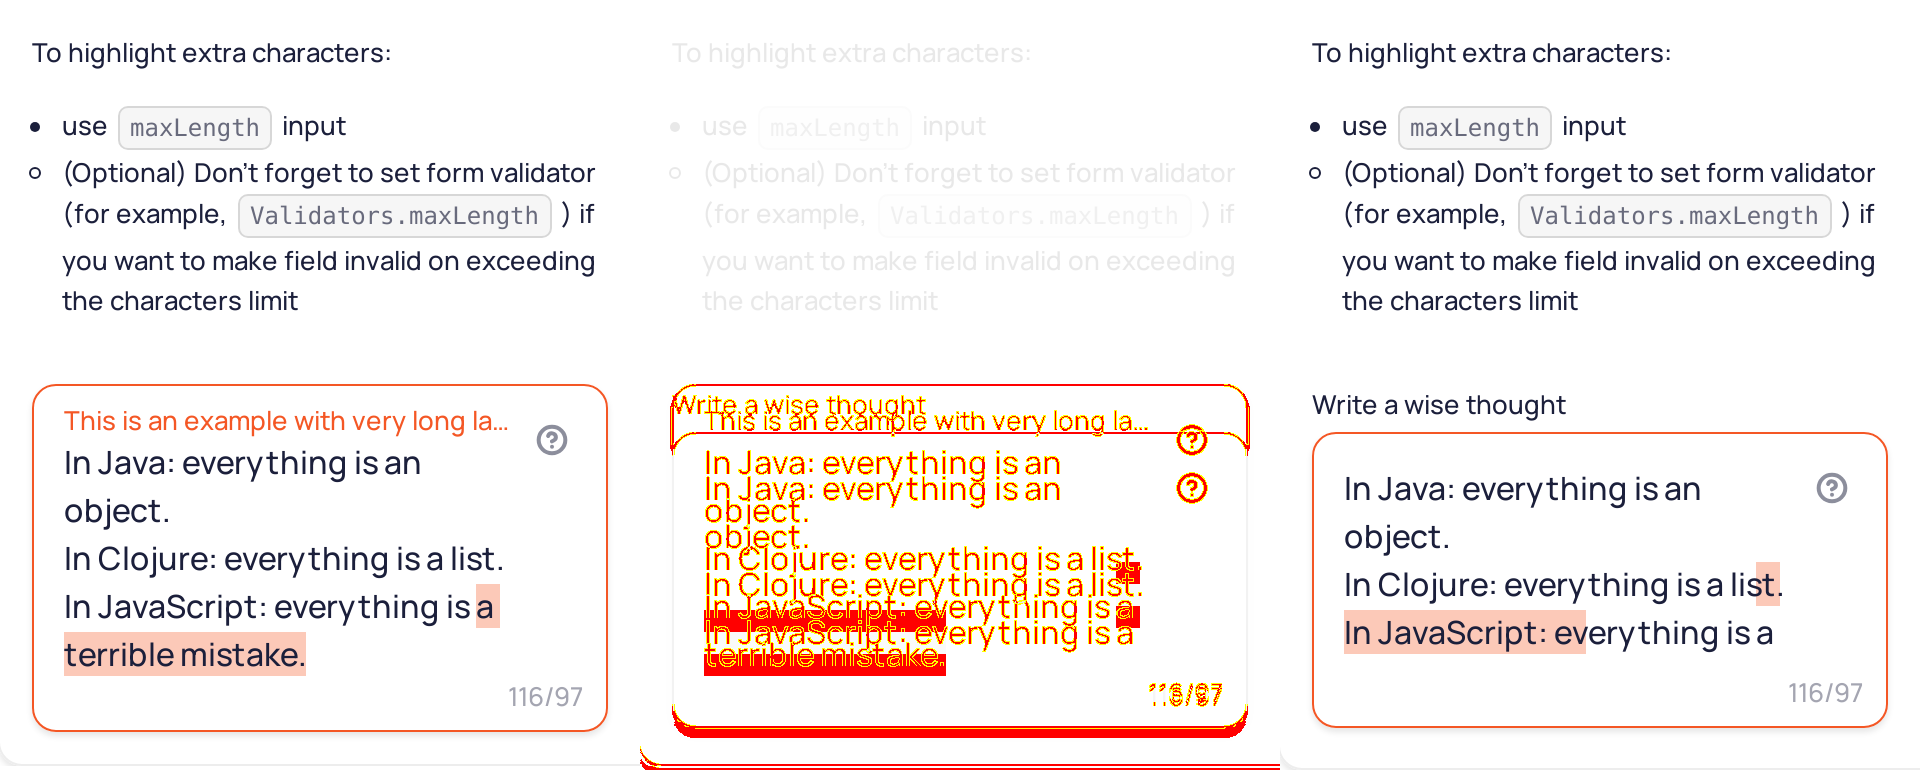 To highlight extra characters:
use maxLength input
(Optional) Don't forget to set form validator
(for example, Validators.maxLength ) if
you want to make field invalid on exceeding
the characters limit
This is an example with very long la...
In Java: everything is an
object.
In Clojure: everything is a list.
In JavaScript: everything is a
terrible mistake.
116/97
To highlight extra characters:
use maxLength input
(Optional) Don't forget to set form validator
(for example, Validators.maxLength ) if
you want to make field invalid on exceeding
the characters limit
Write a wise thought
This is an example with very long la...
In Java: everything is an
In Java: everything is an
object.
object.
In Clojure: everything is a list.
In Clojure: everything is a list.
In JavaScript: everything is a
In JavaScript: everything is a
terrible mistake.
To highlight extra characters:
use maxLength input
(Optional) Don't forget to set form validator
(for example, Validators.maxLength ) if
you want to make field invalid on exceeding
the characters limit
Write a wise thought
In Java: everything is an
object.
In Clojure: everything is a list.
In JavaScript: everything is a
116/97